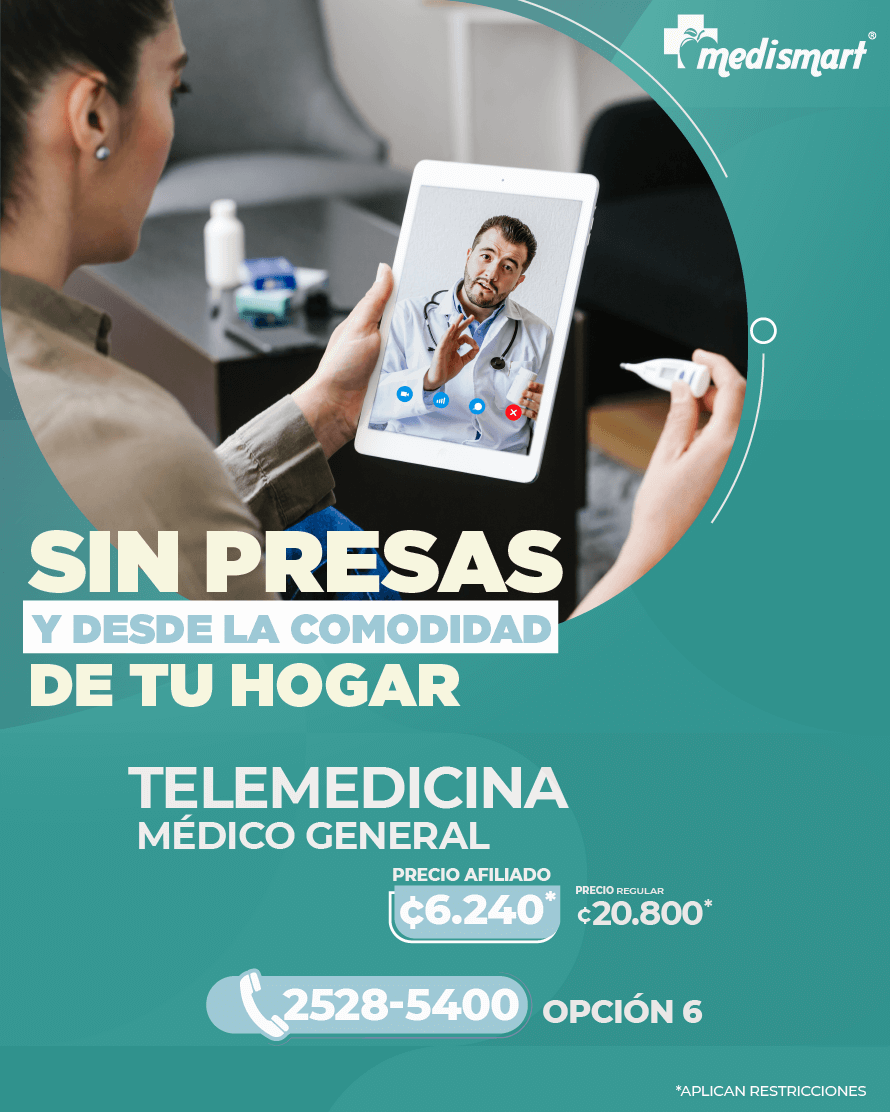 medismart®
SIN PRESAS
Y DESDE LA COMODIDAD
DE TU HOGAR
TELEMEDICINA
MÉDICO GENERAL
PRECIO AFILIADO
₡6.240*
PRECIO REGULAR
₡20.800*
2528-5400 OPCIÓN 6
*APLICAN RESTRICCIONES